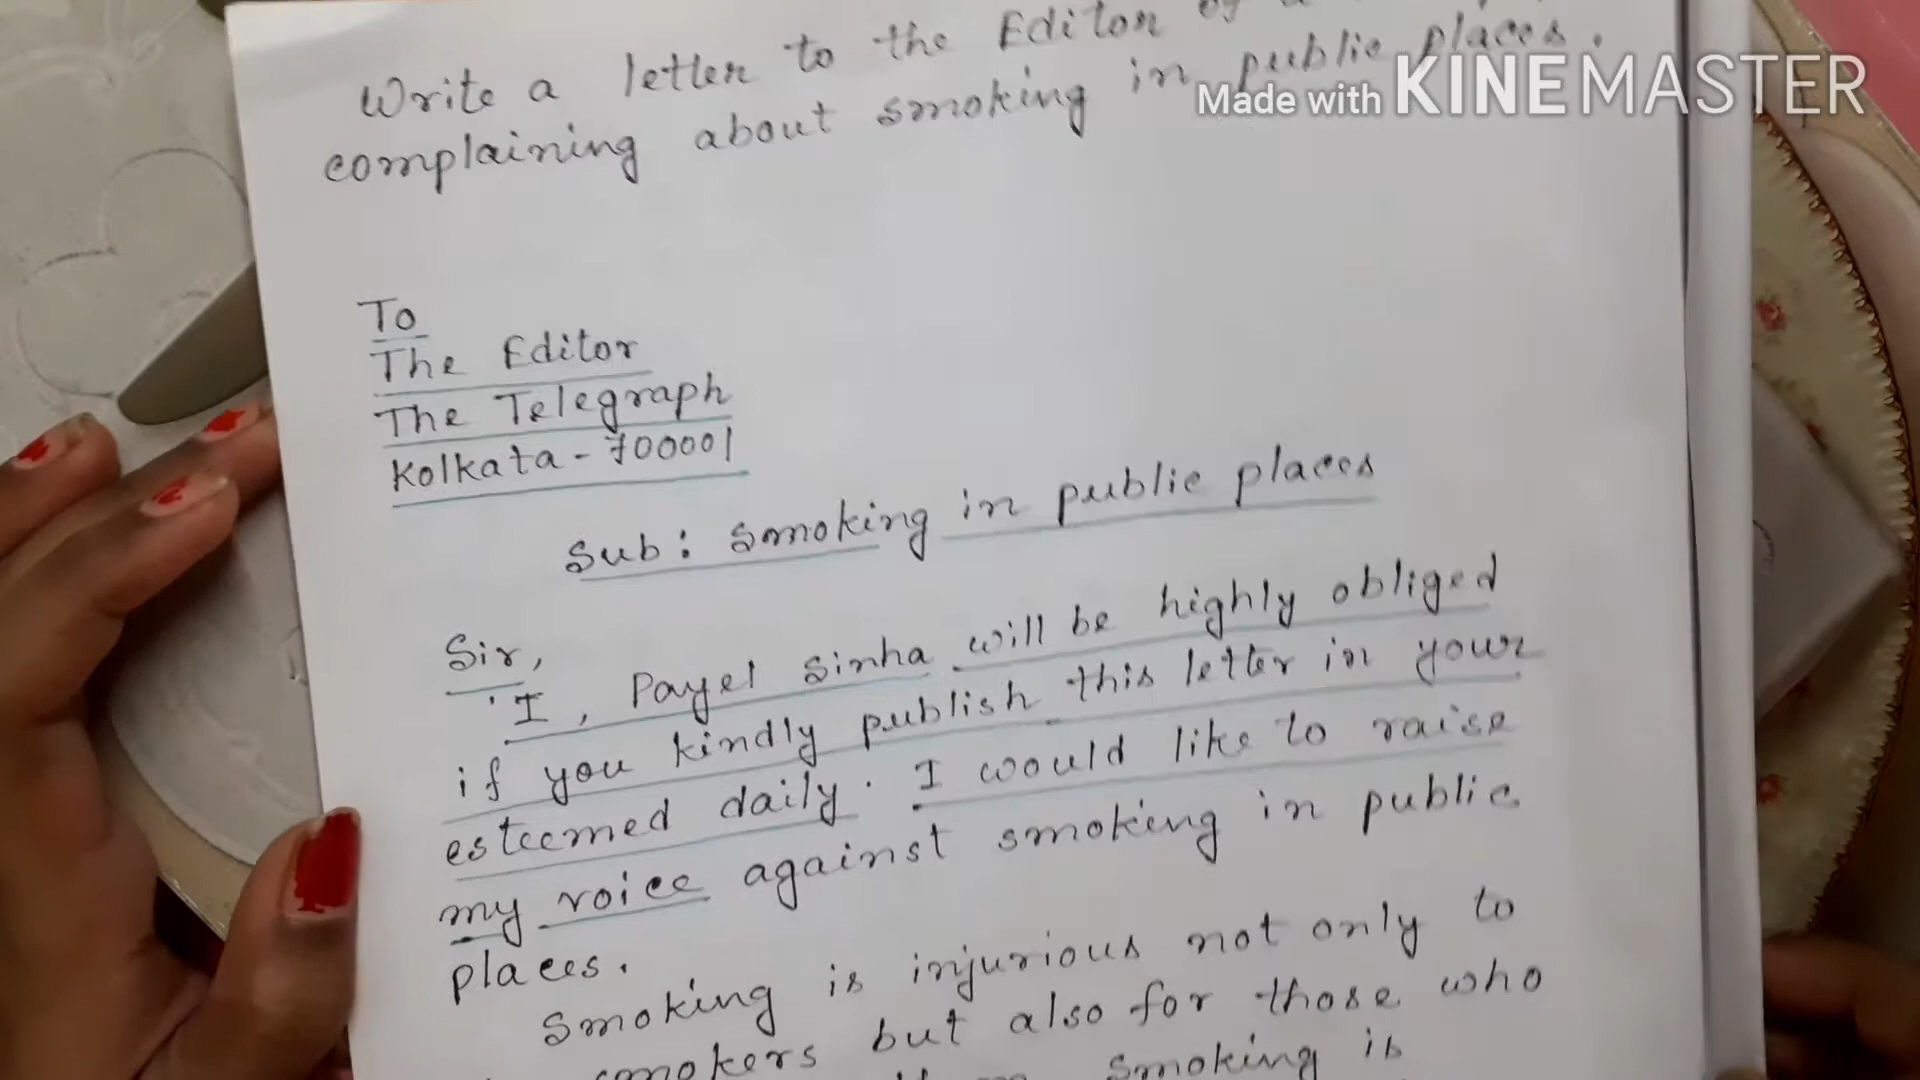 Write a letter to the Editor of a
complaining about smoking in public places.
Made with KINEMASTER
To
The Editor
The Telegraph
Kolkata - 700001
Sub: Smoking in public places
Sir,
I, Payel Sinha will be highly obliged
if you kindly publish this letter in your
esteemed daily. I would like to raise
my voice against smoking in public
places.
Smoking is injurious not only to
smokers but also for those who
smoking is